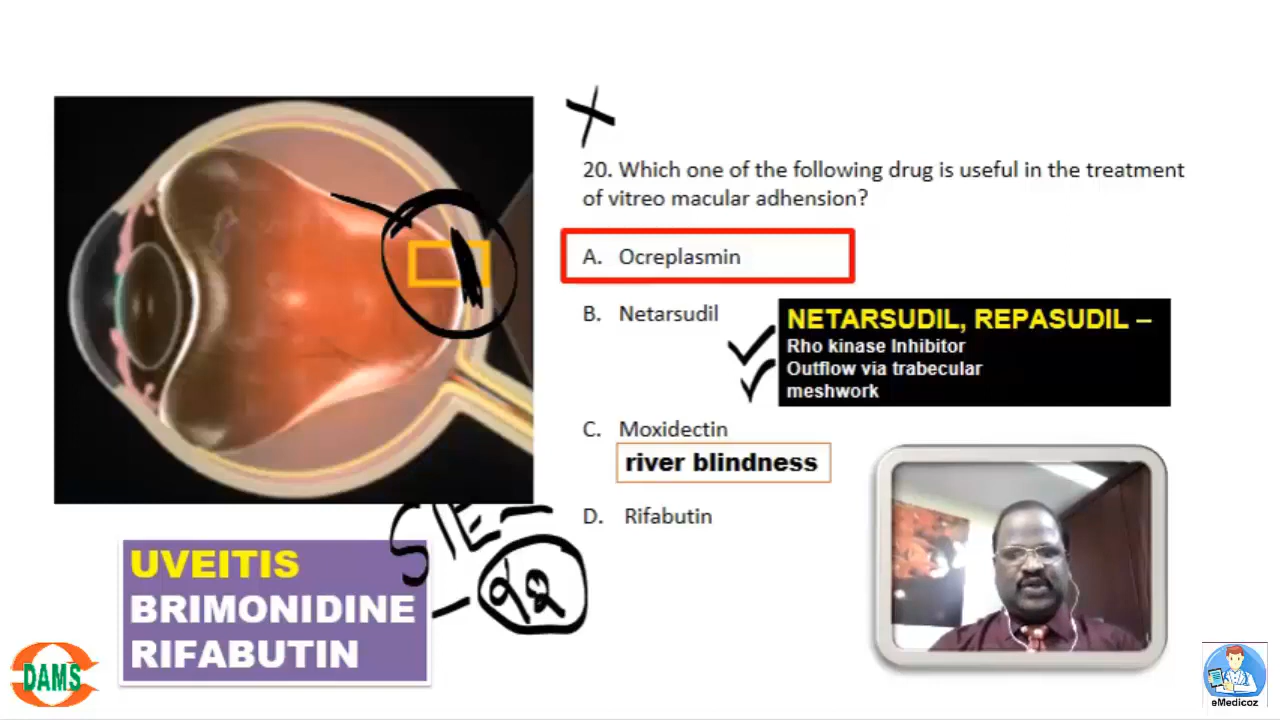 20. Which one of the following drug is useful in the treatment
of vitreo macular adhension?
A. Ocreplasmin
B. Netarsudil
NETARSUDIL, REPASUDIL –
Rho kinase Inhibitor
Outflow via trabecular
meshwork
C. Moxidectin
river blindness
D. Rifabutin
UVEITIS
BRIMONIDINE
RIFABUTIN
DAMS
eMedicoz